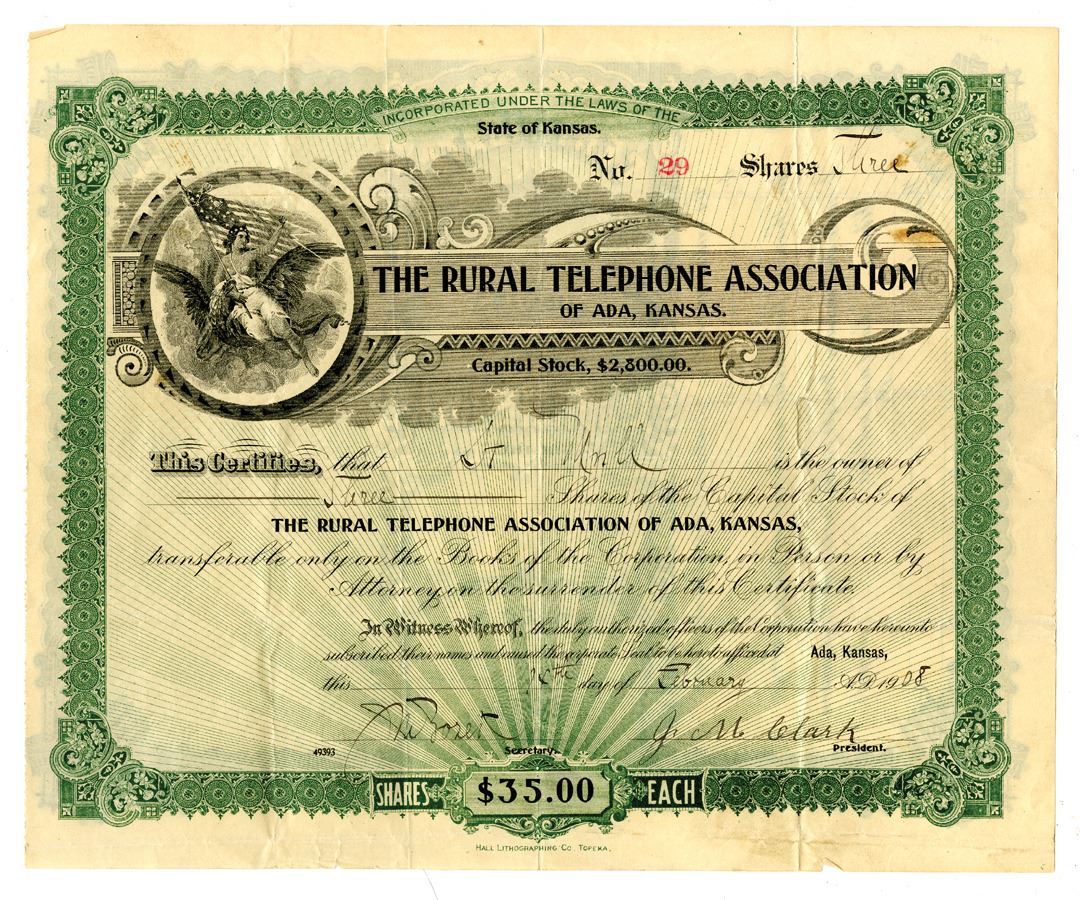 INCORPORATED UNDER THE LAWS OF THE
State of Kansas.
No. 29 Shares Three
THE RURAL TELEPHONE ASSOCIATION
OF ADA, KANSAS.
Capital Stock, $2,800.00.
This Certifies, that is the owner of
Three Shares of the Capital Stock of
THE RURAL TELEPHONE ASSOCIATION OF ADA, KANSAS,
transferable only on the Books of the Corporation, in Person or by
Attorney, on the surrender of this Certificate.
In Witness Whereof, the duly authorized officers of the Corporation have hereunto
subscribed their names and caused the corporate Seal to be hereto affixed at Ada, Kansas,
this day of February A.D. 1908
J. M. Clark
49393 Secretary. President.
SHARES $35.00 EACH
HALL LITHOGRAPHING CO. TOPEKA.